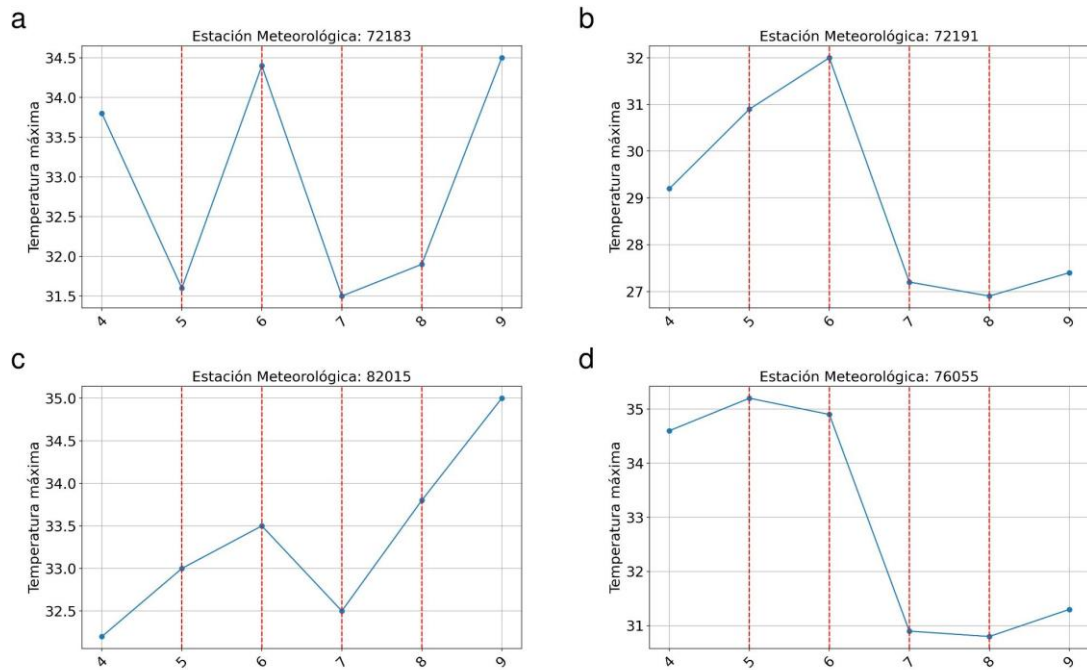 a
Estación Meteorológica: 72183
Temperatura máxima
34.5
34.0
33.5
33.0
32.5
32.0
31.5
4 5 6 7 8 9
b
Estación Meteorológica: 72191
Temperatura máxima
32
31
30
29
28
27
4 5 6 7 8 9
c
Estación Meteorológica: 82015
Temperatura máxima
35.0
34.5
34.0
33.5
33.0
32.5
4 5 6 7 8 9
d
Estación Meteorológica: 76055
Temperatura máxima
35
34
33
32
31
4 5 6 7 8 9